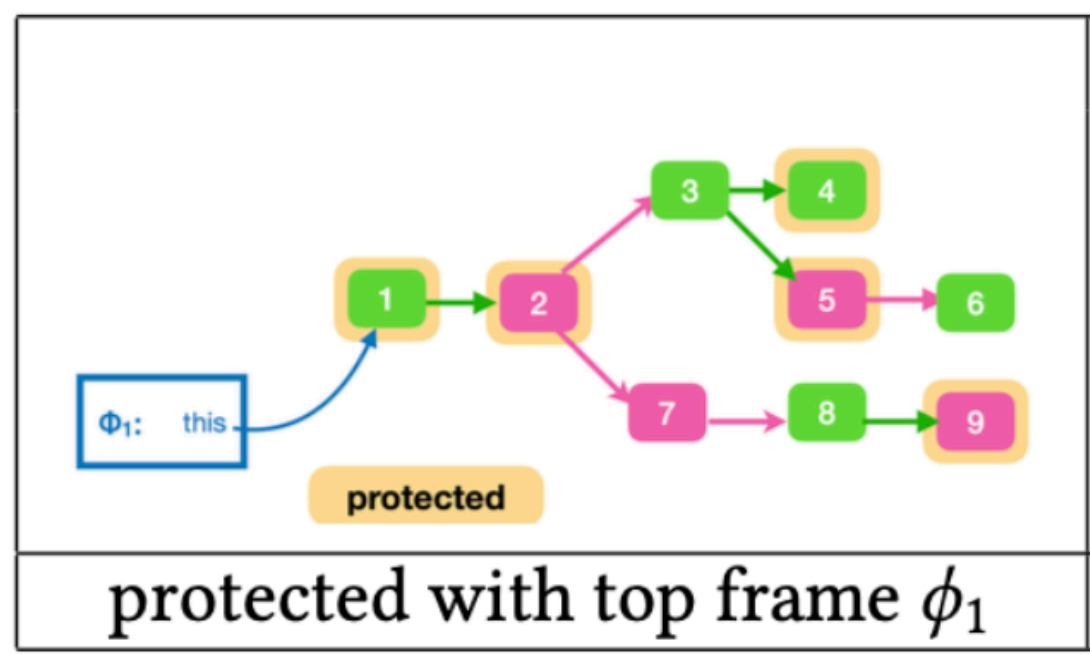 3 4
1 2 5 6
Φ₁: this 7 8 9
protected
protected with top frame ϕ₁